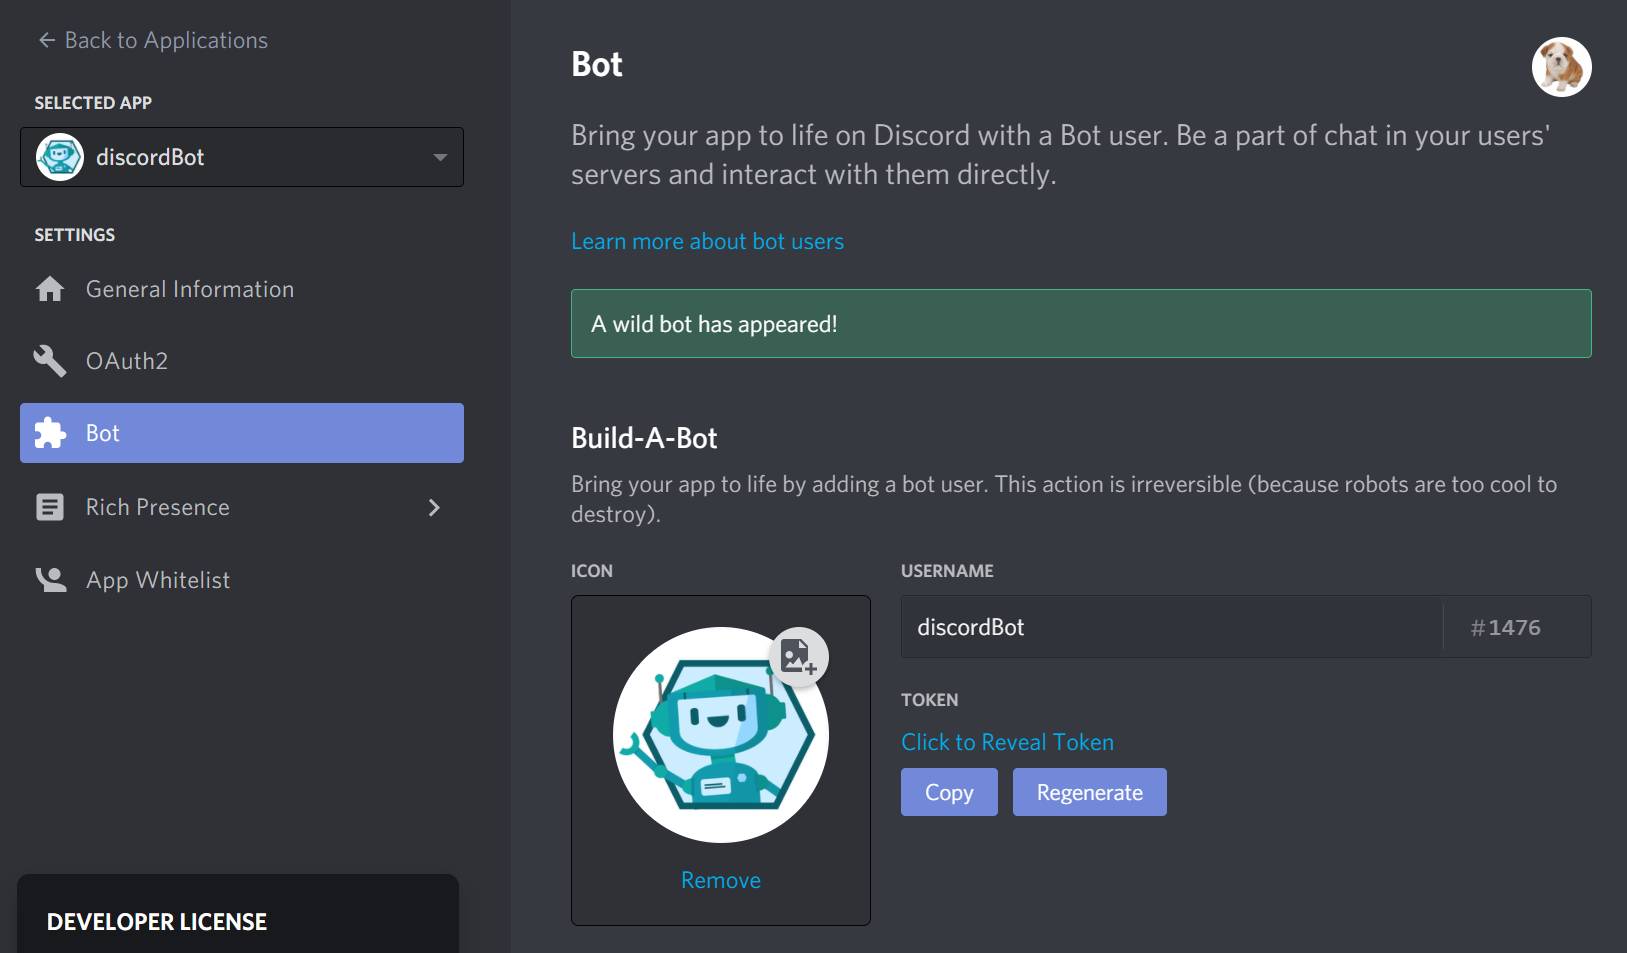 Back to Applications
SELECTED APP
discordBot
SETTINGS
General Information
OAuth2
Bot
Rich Presence
App Whitelist
DEVELOPER LICENSE
Bot
Bring your app to life on Discord with a Bot user. Be a part of chat in your users'
servers and interact with them directly.
Learn more about bot users
A wild bot has appeared!
Build-A-Bot
Bring your app to life by adding a bot user. This action is irreversible (because robots are too cool to
destroy).
ICON
Remove
USERNAME
discordBot #1476
TOKEN
Click to Reveal Token
Copy Regenerate